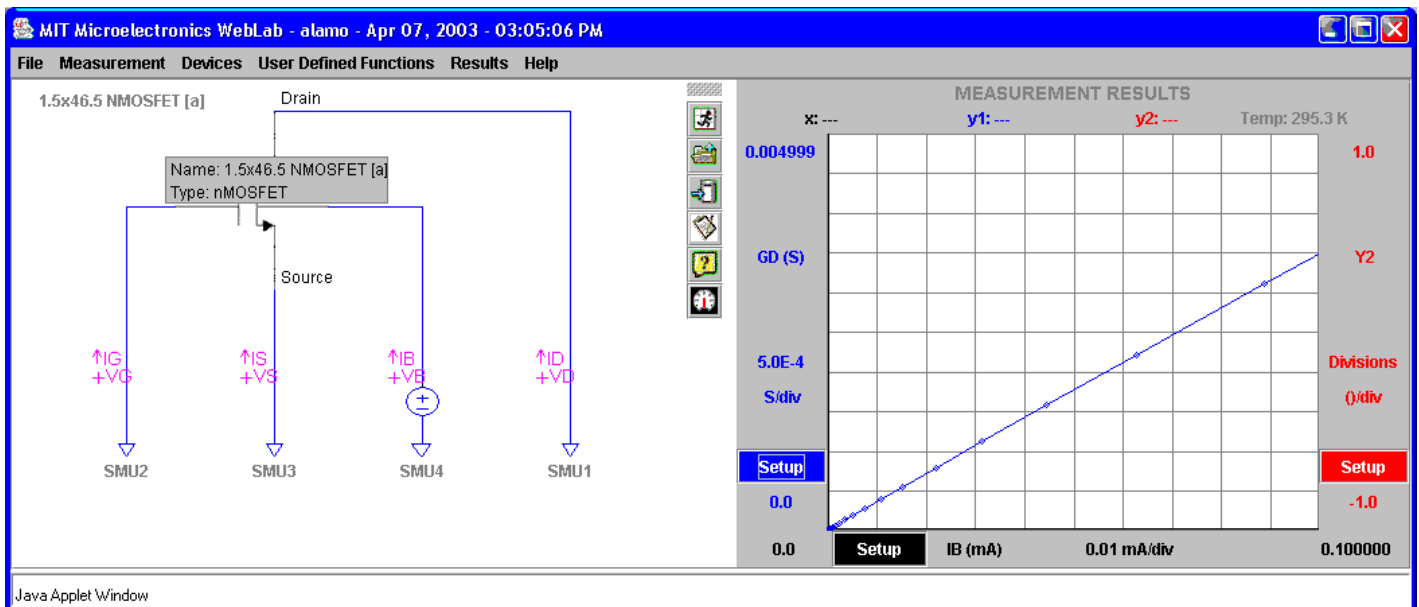 MIT Microelectronics WebLab - alamo - Apr 07, 2003 - 03:05:06 PM
File Measurement Devices User Defined Functions Results Help
1.5x46.5 NMOSFET [a]
Drain
Name: 1.5x46.5 NMOSFET [a]
Type: nMOSFET
Source
↑IG
+VG
↑IS
+VS
↑IB
+VB
↑ID
+VD
SMU2
SMU3
SMU4
SMU1
MEASUREMENT RESULTS
x: --- y1: --- y2: --- Temp: 295.3 K
0.004999
GD (S)
5.0E-4
S/div
Setup
0.0
1.0
Y2
Divisions
()/div
Setup
-1.0
0.0 Setup IB (mA) 0.01 mA/div 0.100000
Java Applet Window